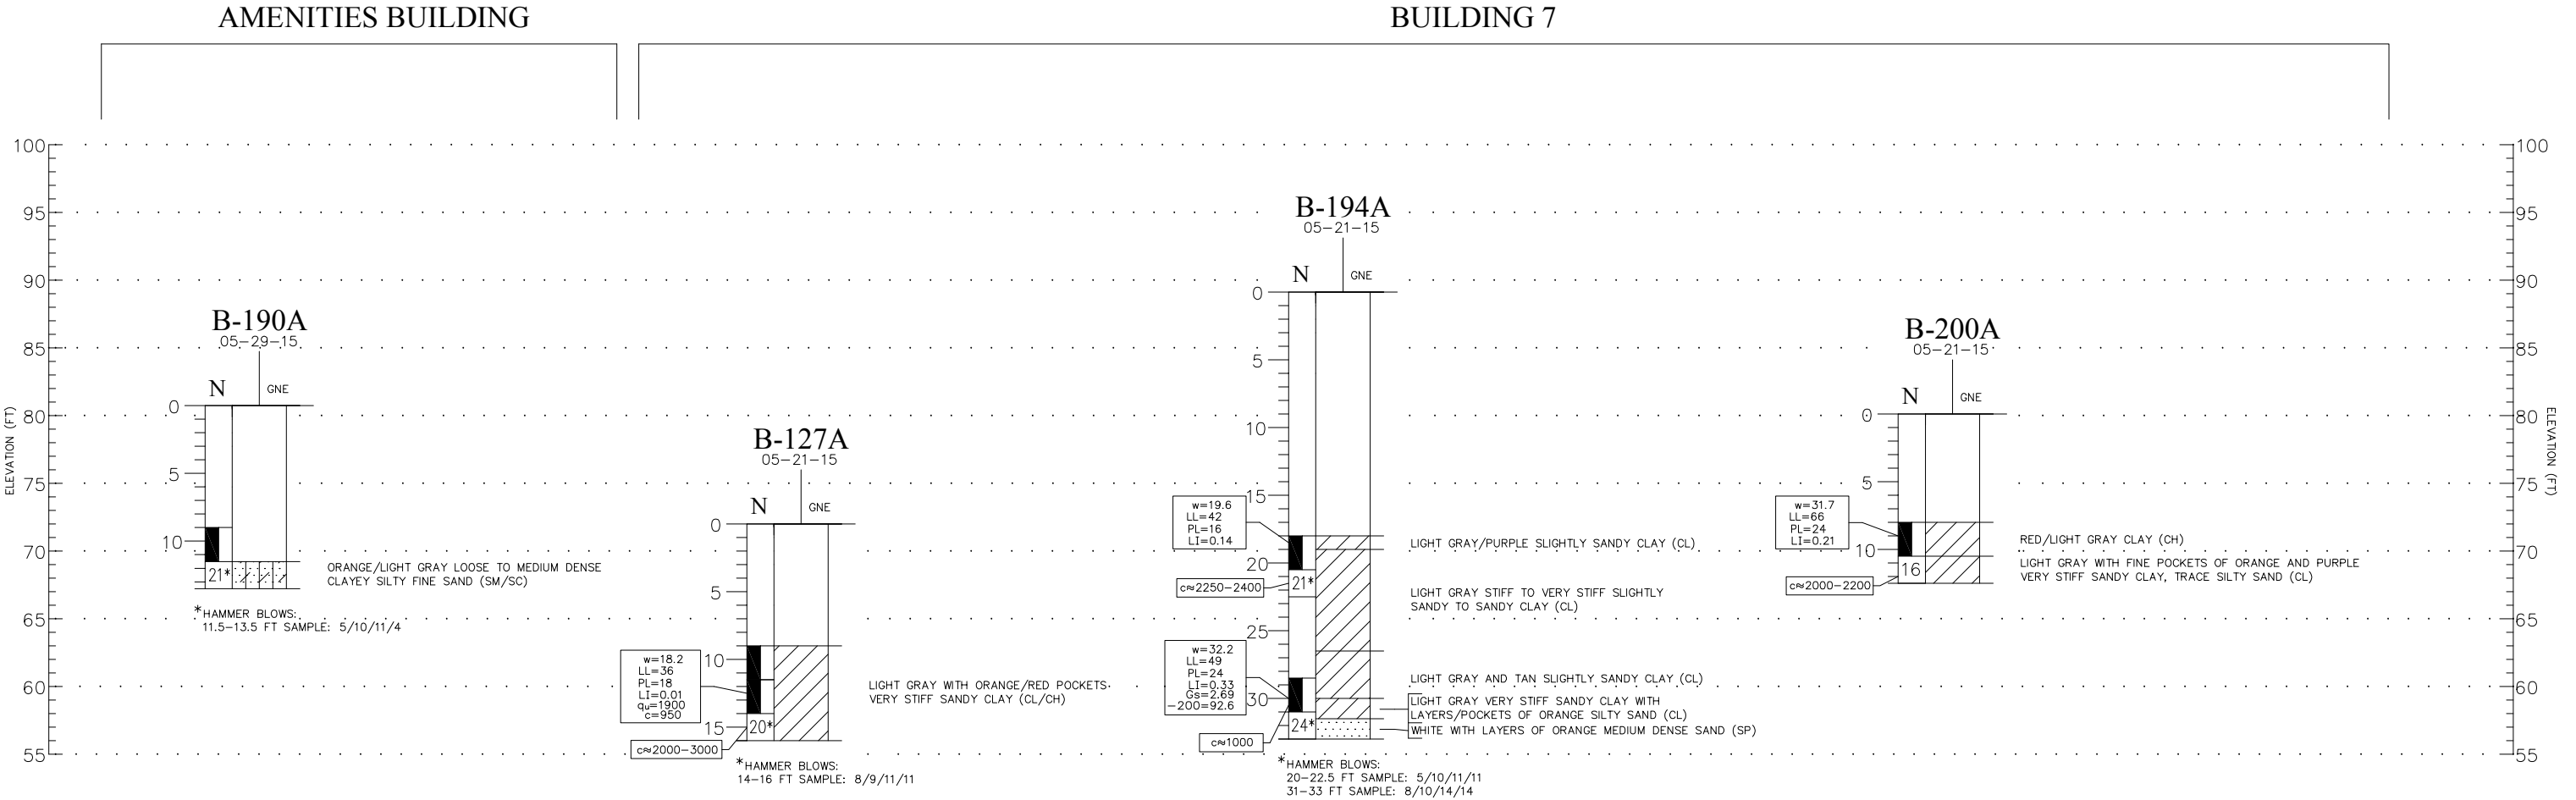 AMENITIES BUILDING
BUILDING 7
100
95
90
85
80
75
70
65
60
55
ELEVATION (FT)
B-190A
05-29-15
N
GNE
0
5
10
21*
ORANGE/LIGHT GRAY LOOSE TO MEDIUM DENSE
CLAYEY SILTY FINE SAND (SM/SC)
*HAMMER BLOWS:
11.5-13.5 FT SAMPLE: 5/10/11/4
B-127A
05-21-15
N
GNE
0
5
10
15
w=18.2
LL=36
PL=18
LI=0.01
qu=1900
c=950
20*
c≈2000-3000
LIGHT GRAY WITH ORANGE/RED POCKETS
VERY STIFF SANDY CLAY (CL/CH)
*HAMMER BLOWS:
14-16 FT SAMPLE: 8/9/11/11
B-194A
05-21-15
N
GNE
0
5
10
15
20
25
30
w=19.6
LL=42
PL=16
LI=0.14
21*
c≈2250-2400
w=32.2
LL=49
PL=24
LI=0.33
Gs=2.69
-200=92.6
24*
c≈1000
LIGHT GRAY/PURPLE SLIGHTLY SANDY CLAY (CL)
LIGHT GRAY STIFF TO VERY STIFF SLIGHTLY
SANDY TO SANDY CLAY (CL)
LIGHT GRAY AND TAN SLIGHTLY SANDY CLAY (CL)
LIGHT GRAY VERY STIFF SANDY CLAY WITH
LAYERS/POCKETS OF ORANGE SILTY SAND (CL)
WHITE WITH LAYERS OF ORANGE MEDIUM DENSE SAND (SP)
*HAMMER BLOWS:
20-22.5 FT SAMPLE: 5/10/11/11
31-33 FT SAMPLE: 8/10/14/14
B-200A
05-21-15
N
GNE
0
5
10
w=31.7
LL=66
PL=24
LI=0.21
16
c≈2000-2200
RED/LIGHT GRAY CLAY (CH)
LIGHT GRAY WITH FINE POCKETS OF ORANGE AND PURPLE
VERY STIFF SANDY CLAY, TRACE SILTY SAND (CL)
100
95
90
85
80
75
70
65
60
55
ELEVATION (FT)